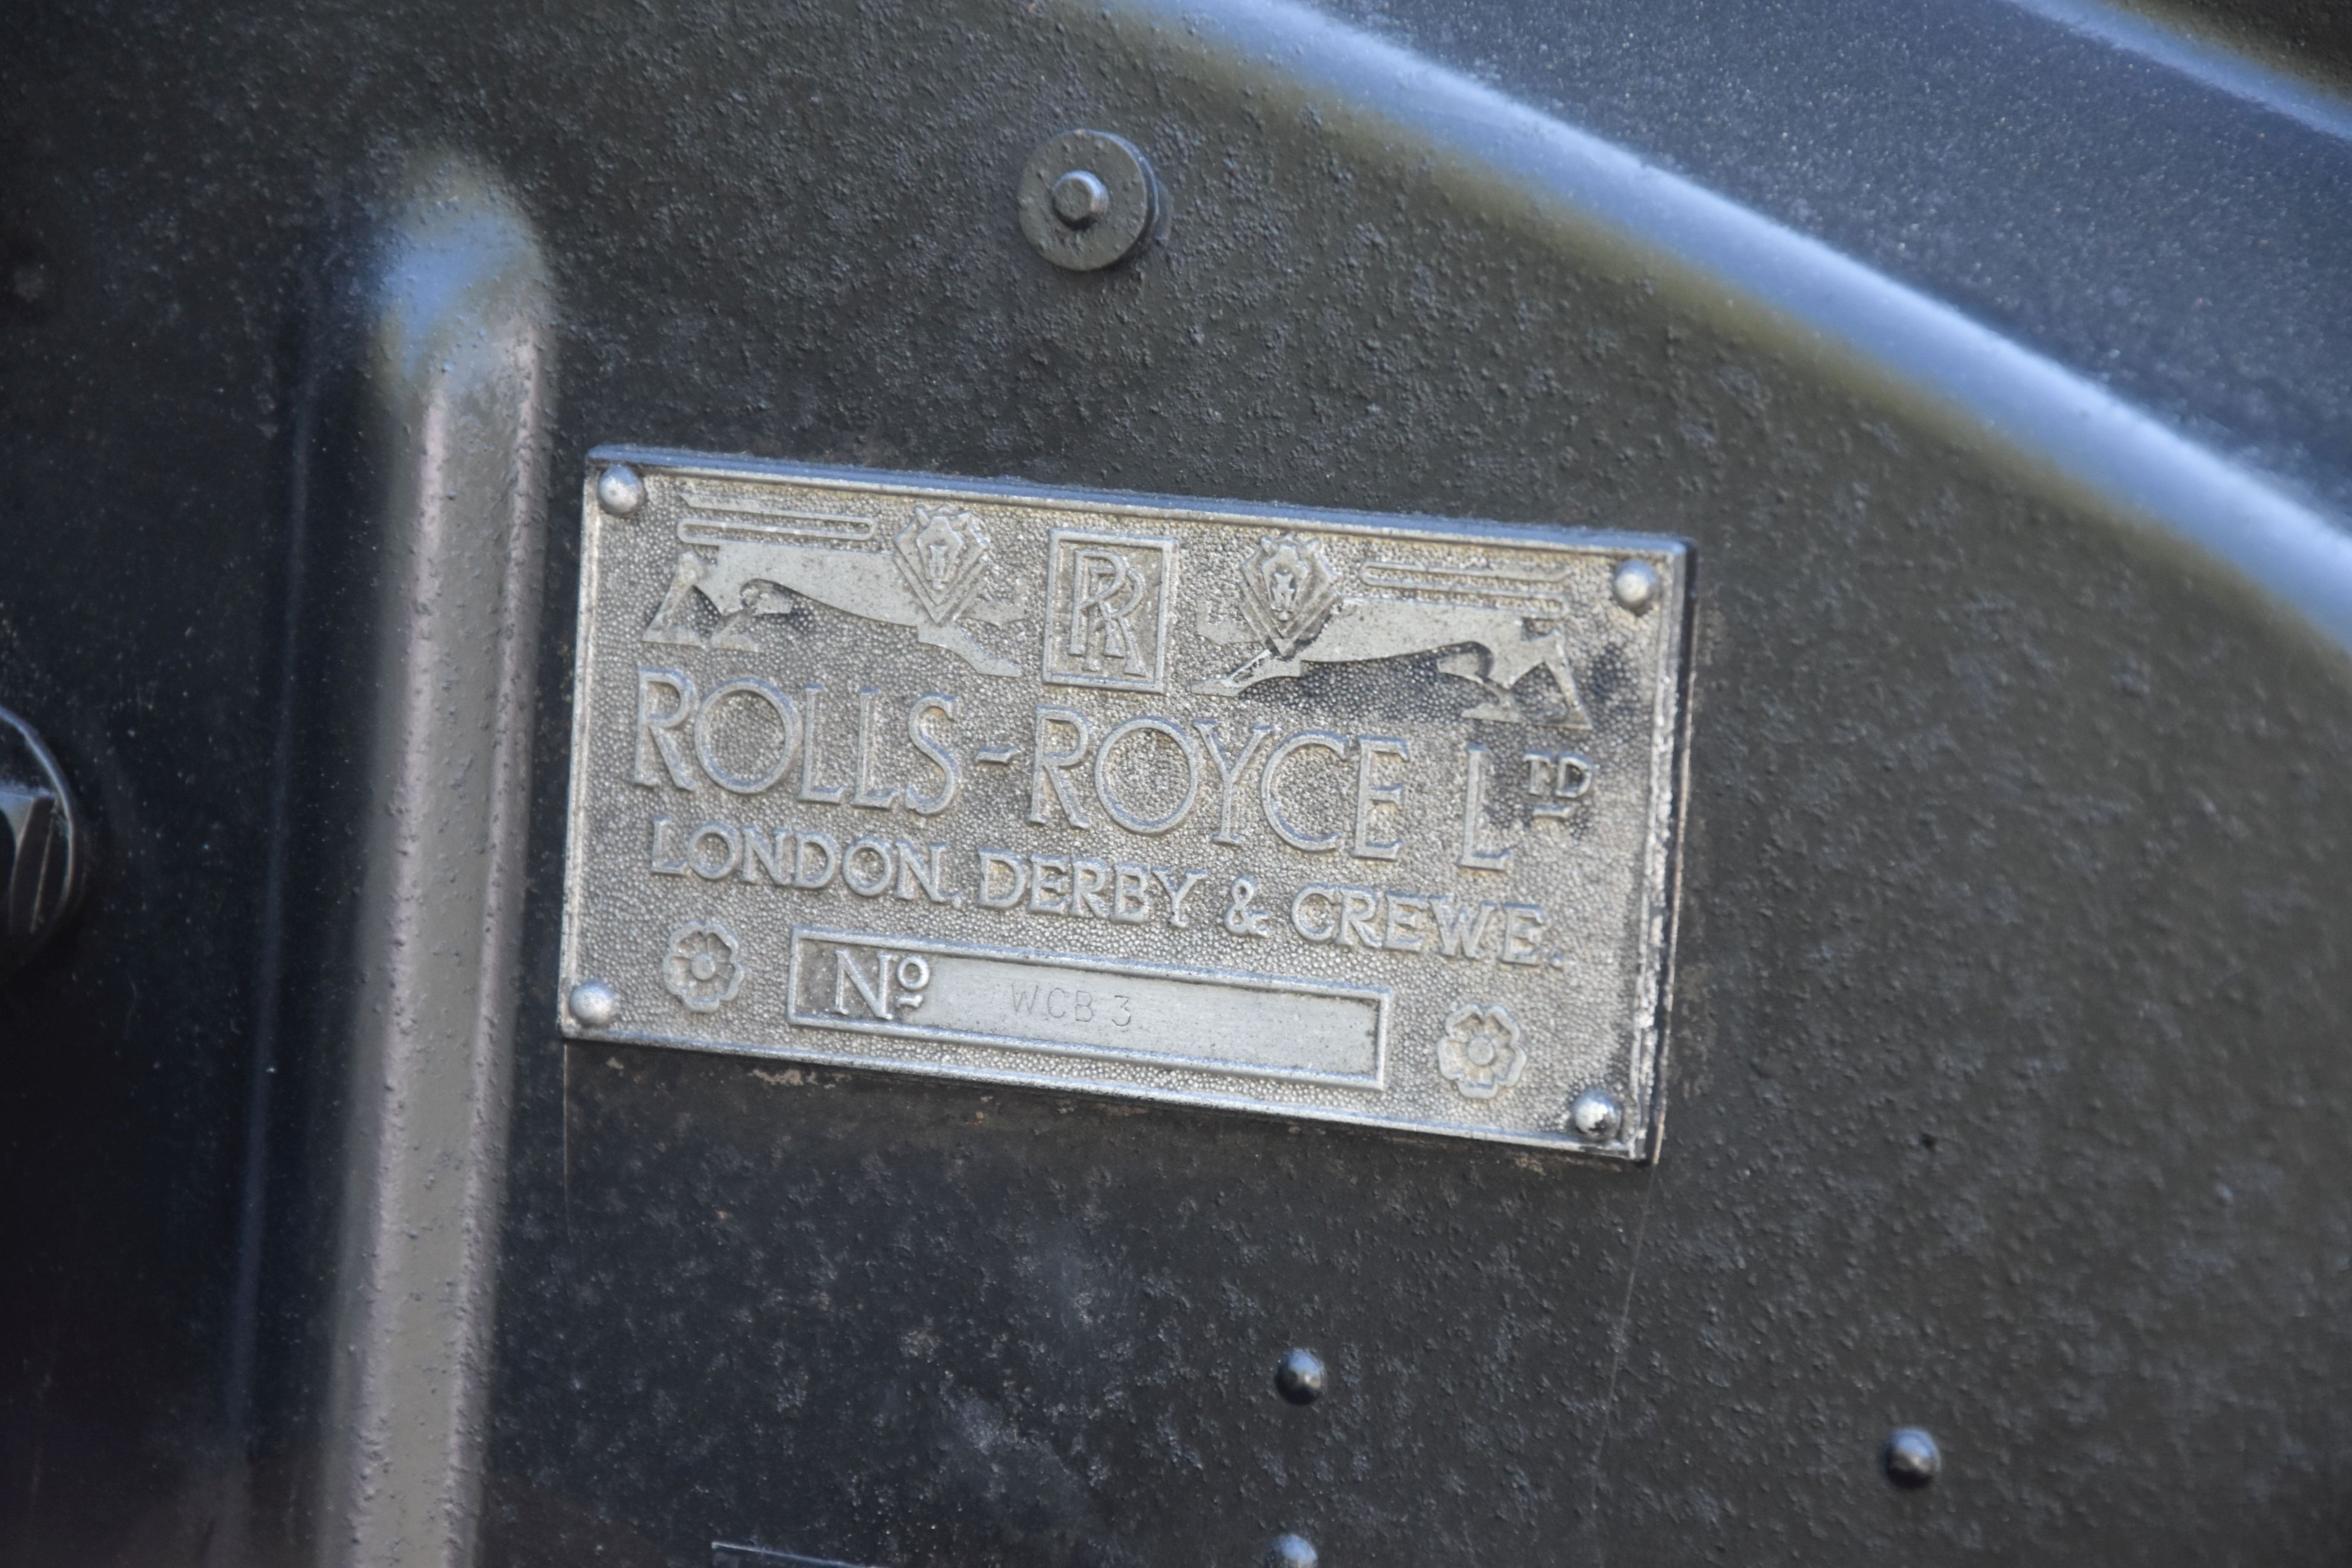 RR
ROLLS-ROYCE LTD
LONDON, DERBY & CREWE.
No WCB 3